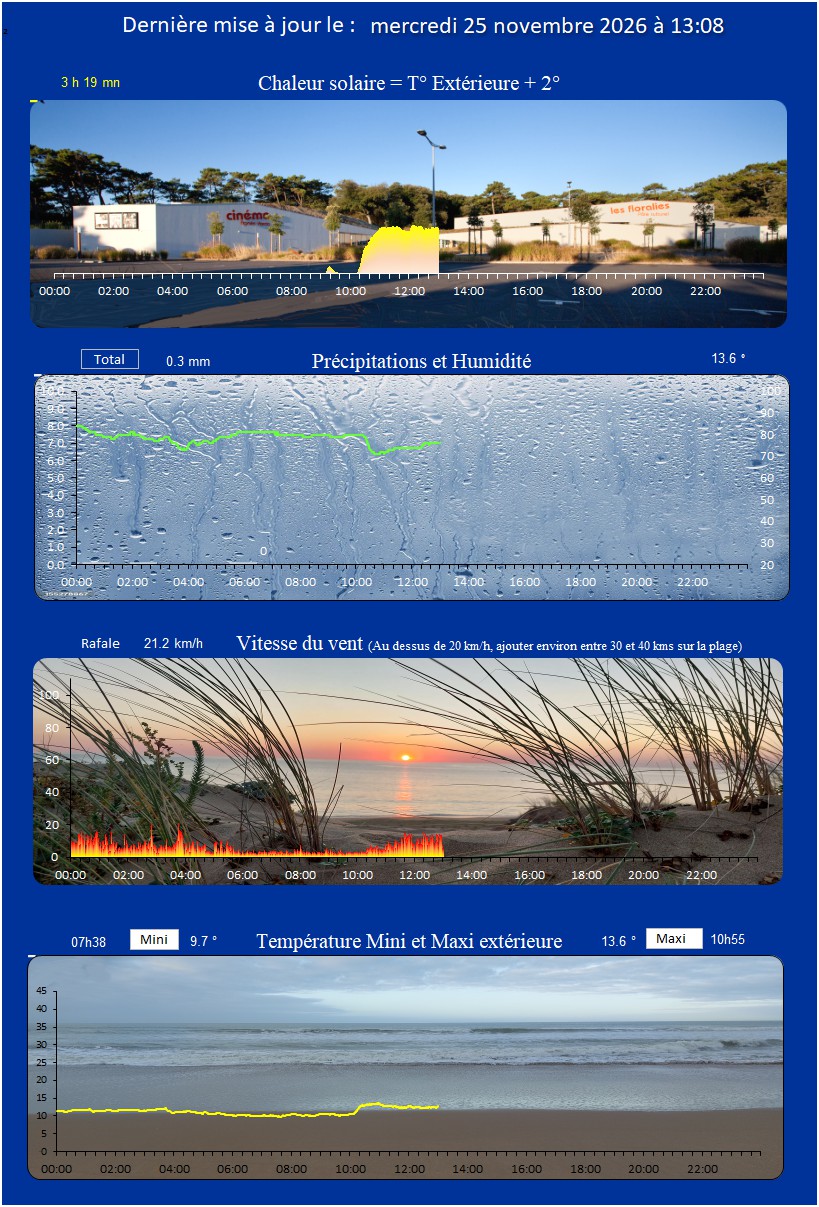 Dernière mise à jour le : mercredi 25 novembre 2026 à 13:08
3 h 19 mn Chaleur solaire = T° Extérieure + 2°
cinéma
les floralies
00:00 02:00 04:00 06:00 08:00 10:00 12:00 14:00 16:00 18:00 20:00 22:00
Total 0.3 mm Précipitations et Humidité 13.6 °
10.0 100
9.0 90
8.0 80
7.0 70
6.0 60
5.0
4.0 50
3.0 40
2.0
1.0 30
0
0.0 20
00:00 02:00 04:00 06:00 08:00 10:00 12:00 14:00 16:00 18:00 20:00 22:00
Rafale 21.2 km/h Vitesse du vent (Au dessus de 20 km/h, ajouter environ entre 30 et 40 kms sur la plage)
100
80
60
40
20
0
00:00 02:00 04:00 06:00 08:00 10:00 12:00 14:00 16:00 18:00 20:00 22:00
07h38 Mini 9.7 ° Température Mini et Maxi extérieure 13.6 ° Maxi 10h55
45
40
35
30
25
20
15
10
5
0
00:00 02:00 04:00 06:00 08:00 10:00 12:00 14:00 16:00 18:00 20:00 22:00